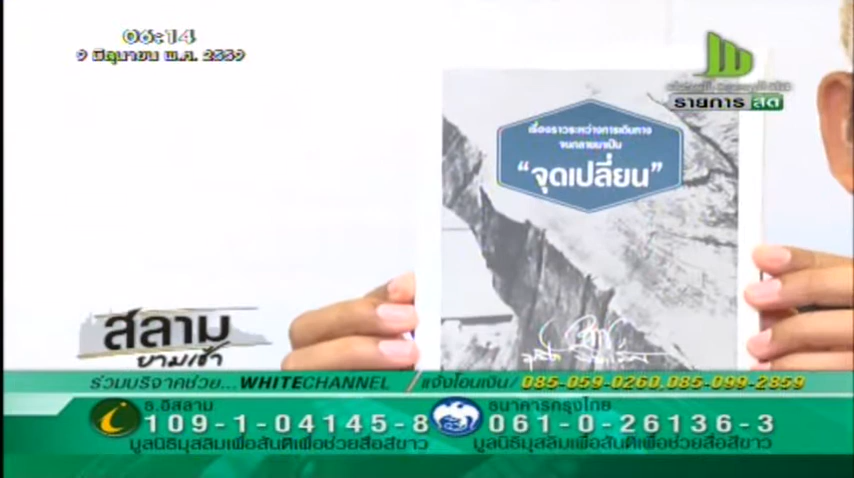 06:14
9 มิถุนายน พ.ศ. 2559
รายการ สด
เรื่องราวระหว่างการเดินทาง
จนกลายมาเป็น
"จุดเปลี่ยน"
สลาม
ยามเช้า
ร่วมบริจาคช่วย...WHITECHANNEL / แจ้งโอนเงิน/ 085-059-0260,085-099-2859
ธ.อิสลาม
109-1-04145-8
มูลนิธิมุสลิมเพื่อสันติเพื่อช่วยสื่อสีขาว
ธนาคารกรุงไทย
061-0-26136-3
มูลนิธิมุสลิมเพื่อสันติเพื่อช่วยสื่อสีขาว